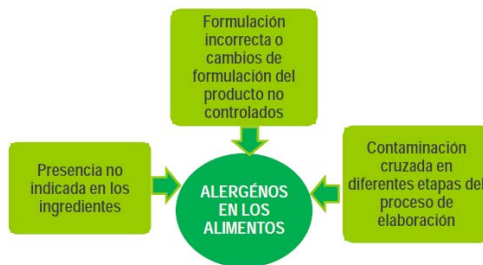 Formulación
incorrecta o
cambios de
formulación del
producto no
controlados
Presencia no
indicada en los
ingredientes
ALERGÉNOS
EN LOS
ALIMENTOS
Contaminación
cruzada en
diferentes etapas del
proceso de
elaboración